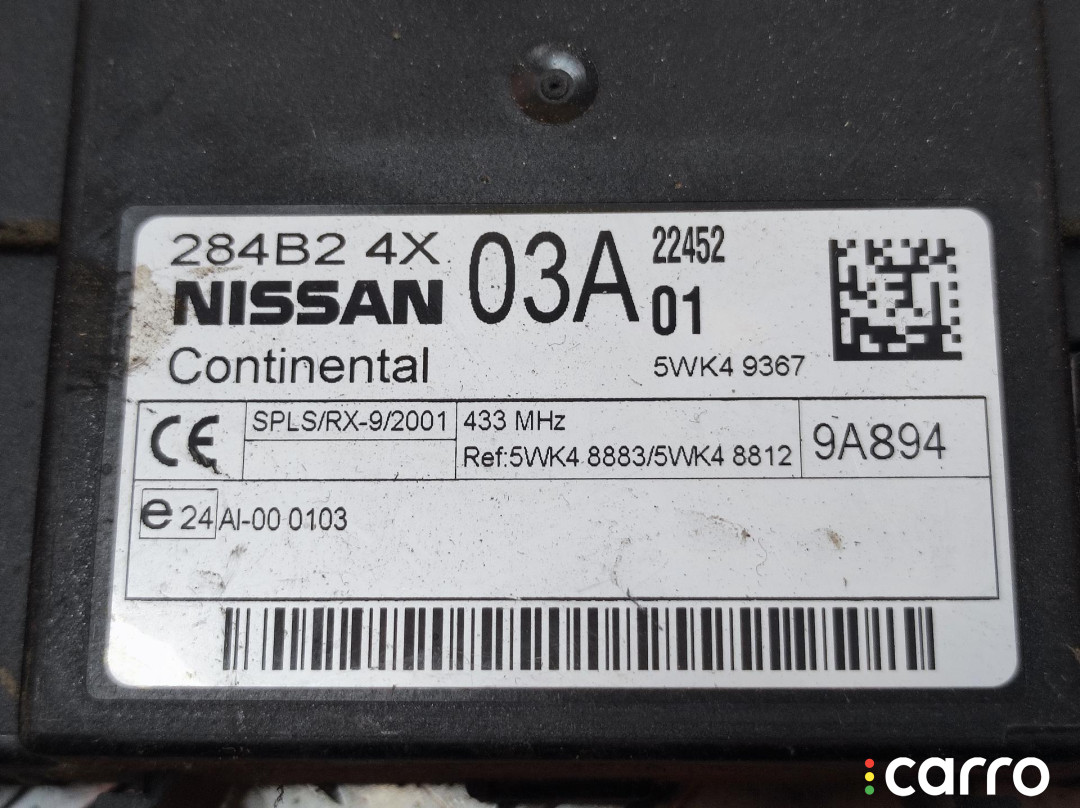 284B2 4X
NISSAN
Continental
03A
22452
01
5WK4 9367
CE
SPLS/RX-9/2001
433 MHz
Ref:5WK4 8883/5WK4 8812
9A894
e 24 AI-00 0103
carro